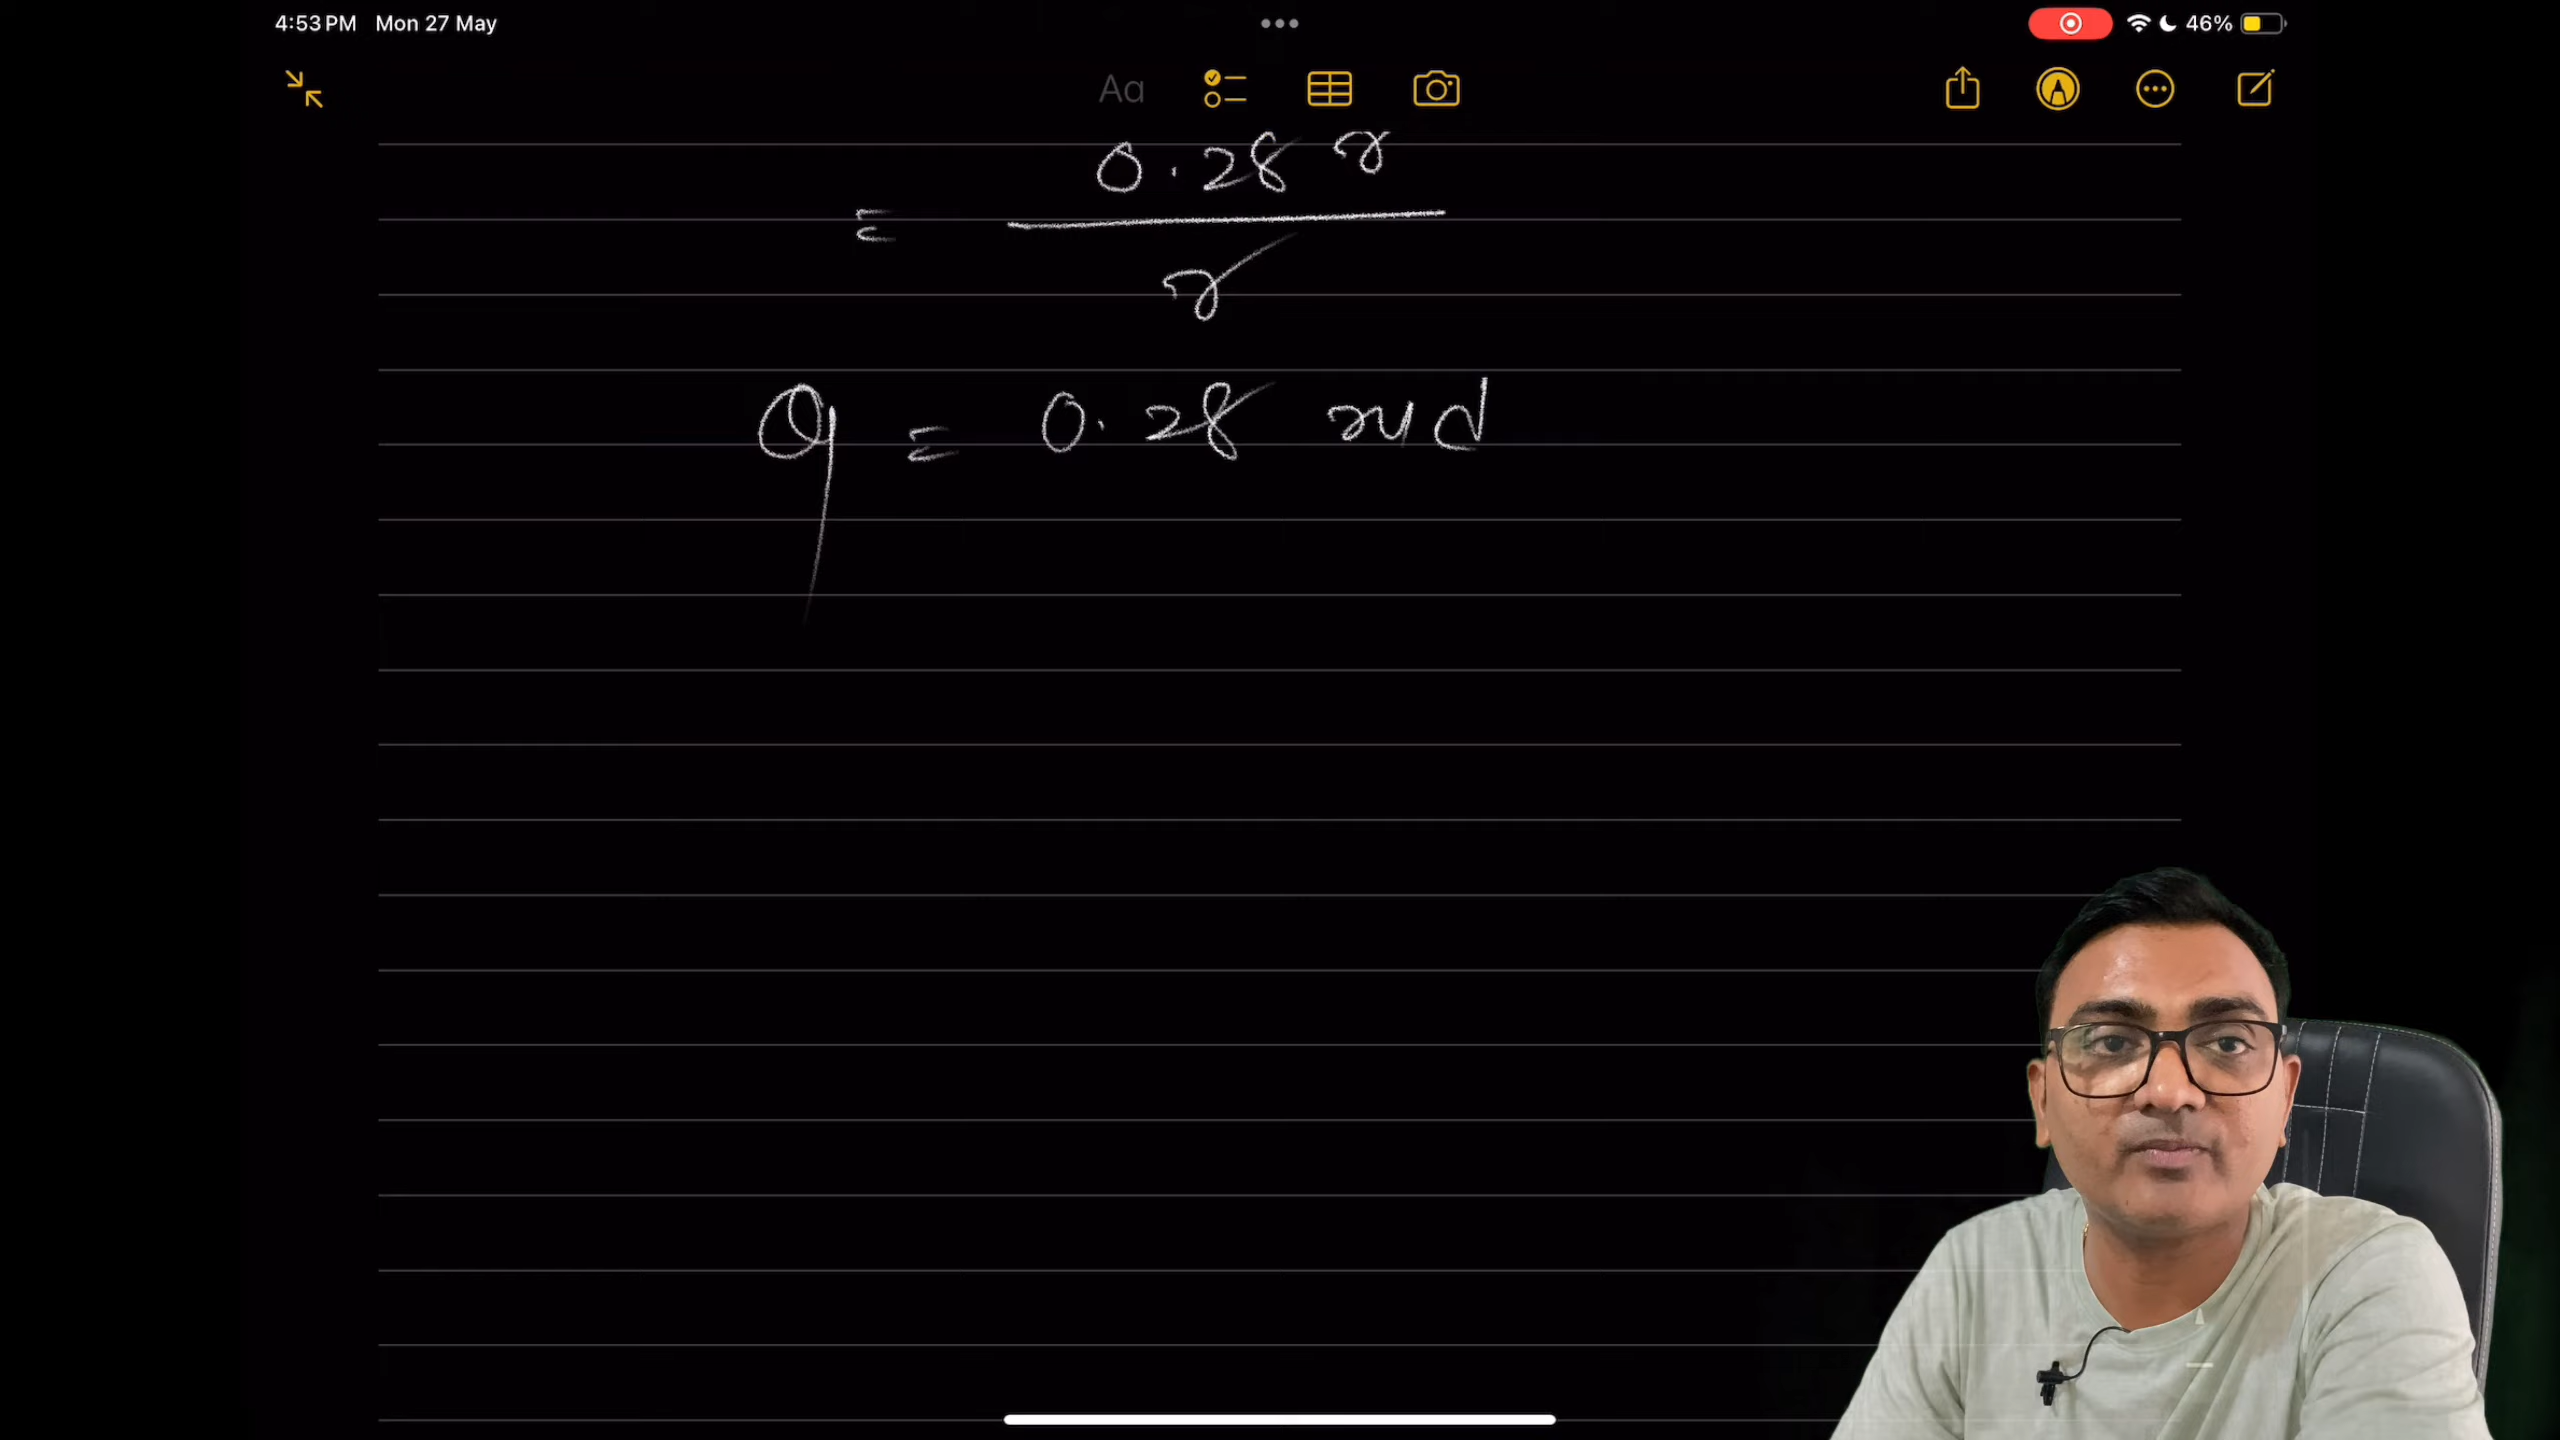 4:53 PM Mon 27 May
46%
Aa
= 0.28 r
r
θ = 0.28 rad